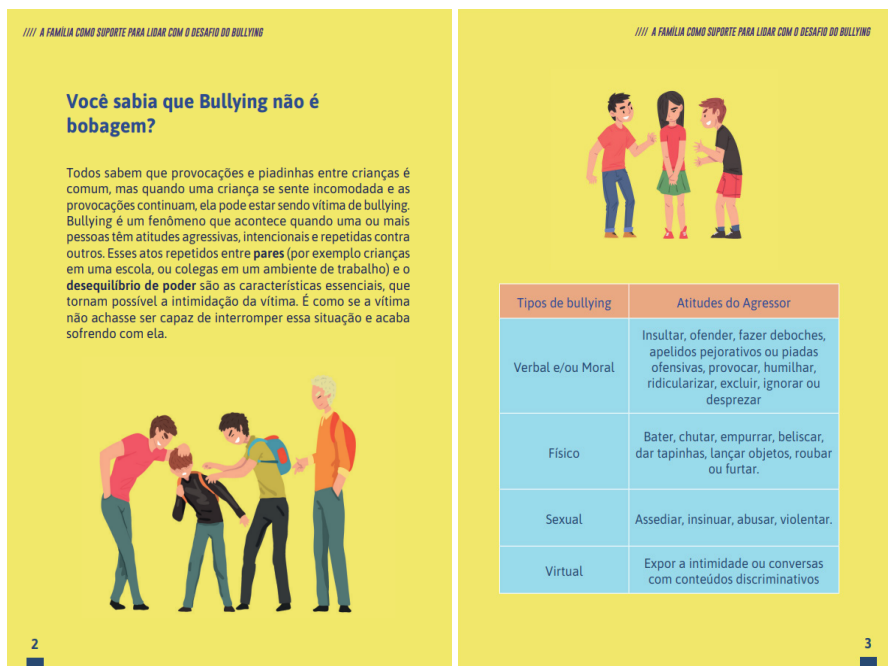 //// A FAMÍLIA COMO SUPORTE PARA LIDAR COM O DESAFIO DO BULLYING
Você sabia que Bullying não é
bobagem?
Todos sabem que provocações e piadinhas entre crianças é
comum, mas quando uma criança se sente incomodada e as
provocações continuam, ela pode estar sendo vítima de bullying.
Bullying é um fenômeno que acontece quando uma ou mais
pessoas têm atitudes agressivas, intencionais e repetidas contra
outros. Esses atos repetidos entre pares (por exemplo crianças
em uma escola, ou colegas em um ambiente de trabalho) e o
desequilíbrio de poder são as características essenciais, que
tornam possível a intimidação da vítima. É como se a vítima
não achasse ser capaz de interromper essa situação e acaba
sofrendo com ela.
2
//// A FAMÍLIA COMO SUPORTE PARA LIDAR COM O DESAFIO DO BULLYING
Tipos de bullying
Atitudes do Agressor
Verbal e/ou Moral
Insultar, ofender, fazer deboches,
apelidos pejorativos ou piadas
ofensivas, provocar, humilhar,
ridicularizar, excluir, ignorar ou
desprezar
Físico
Bater, chutar, empurrar, beliscar,
dar tapinhas, lançar objetos, roubar
ou furtar.
Sexual
Assediar, insinuar, abusar, violentar.
Virtual
Expor a intimidade ou conversas
com conteúdos discriminativos
3